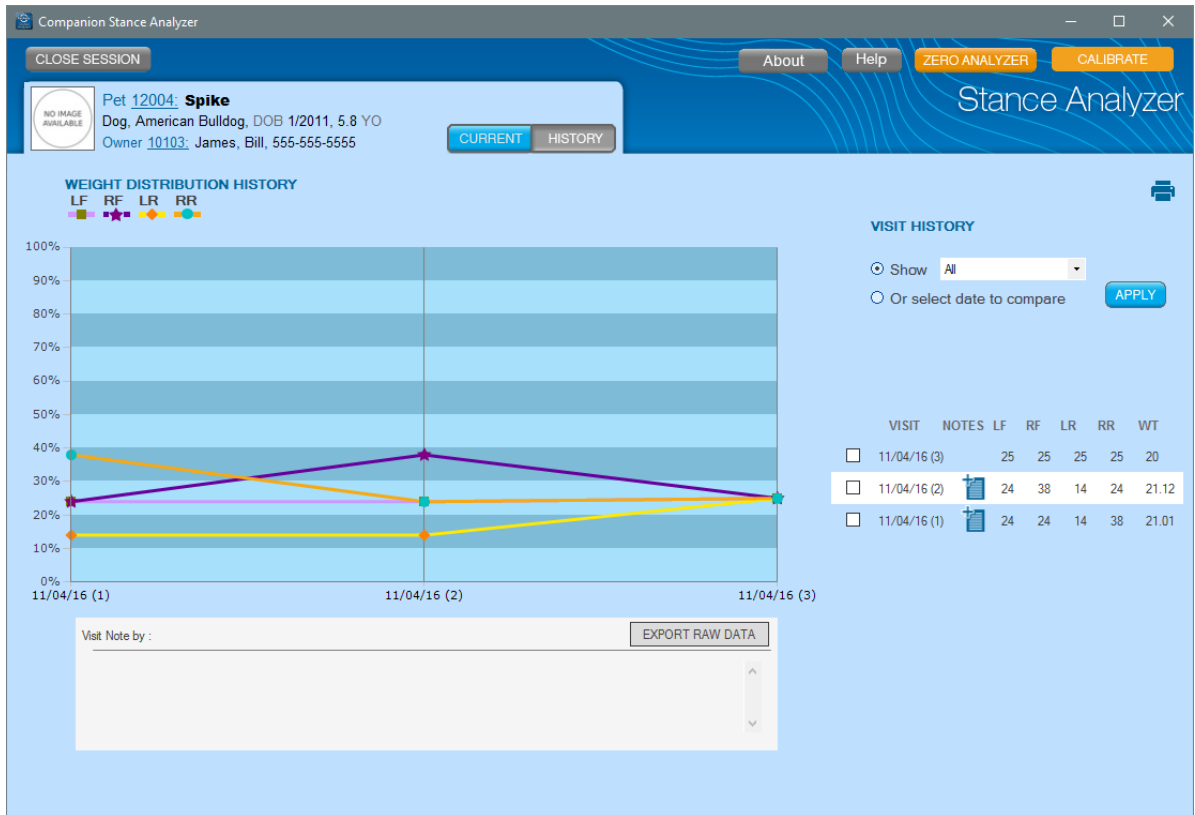 Companion Stance Analyzer
CLOSE SESSION
About
Help
ZERO ANALYZER
CALIBRATE
Stance Analyzer
NO IMAGE
AVAILABLE
Pet 12004: Spike
Dog, American Bulldog, DOB 1/2011, 5.8 YO
Owner 10103: James, Bill, 555-555-5555
CURRENT HISTORY
WEIGHT DISTRIBUTION HISTORY
LF RF LR RR
100%
90%
80%
70%
60%
50%
40%
30%
20%
10%
0%
11/04/16 (1) 11/04/16 (2) 11/04/16 (3)
Visit Note by :
EXPORT RAW DATA
VISIT HISTORY
Show All
Or select date to compare
APPLY
VISIT NOTES LF RF LR RR WT
11/04/16 (3) 25 25 25 25 20
11/04/16 (2) 24 38 14 24 21.12
11/04/16 (1) 24 24 14 38 21.01